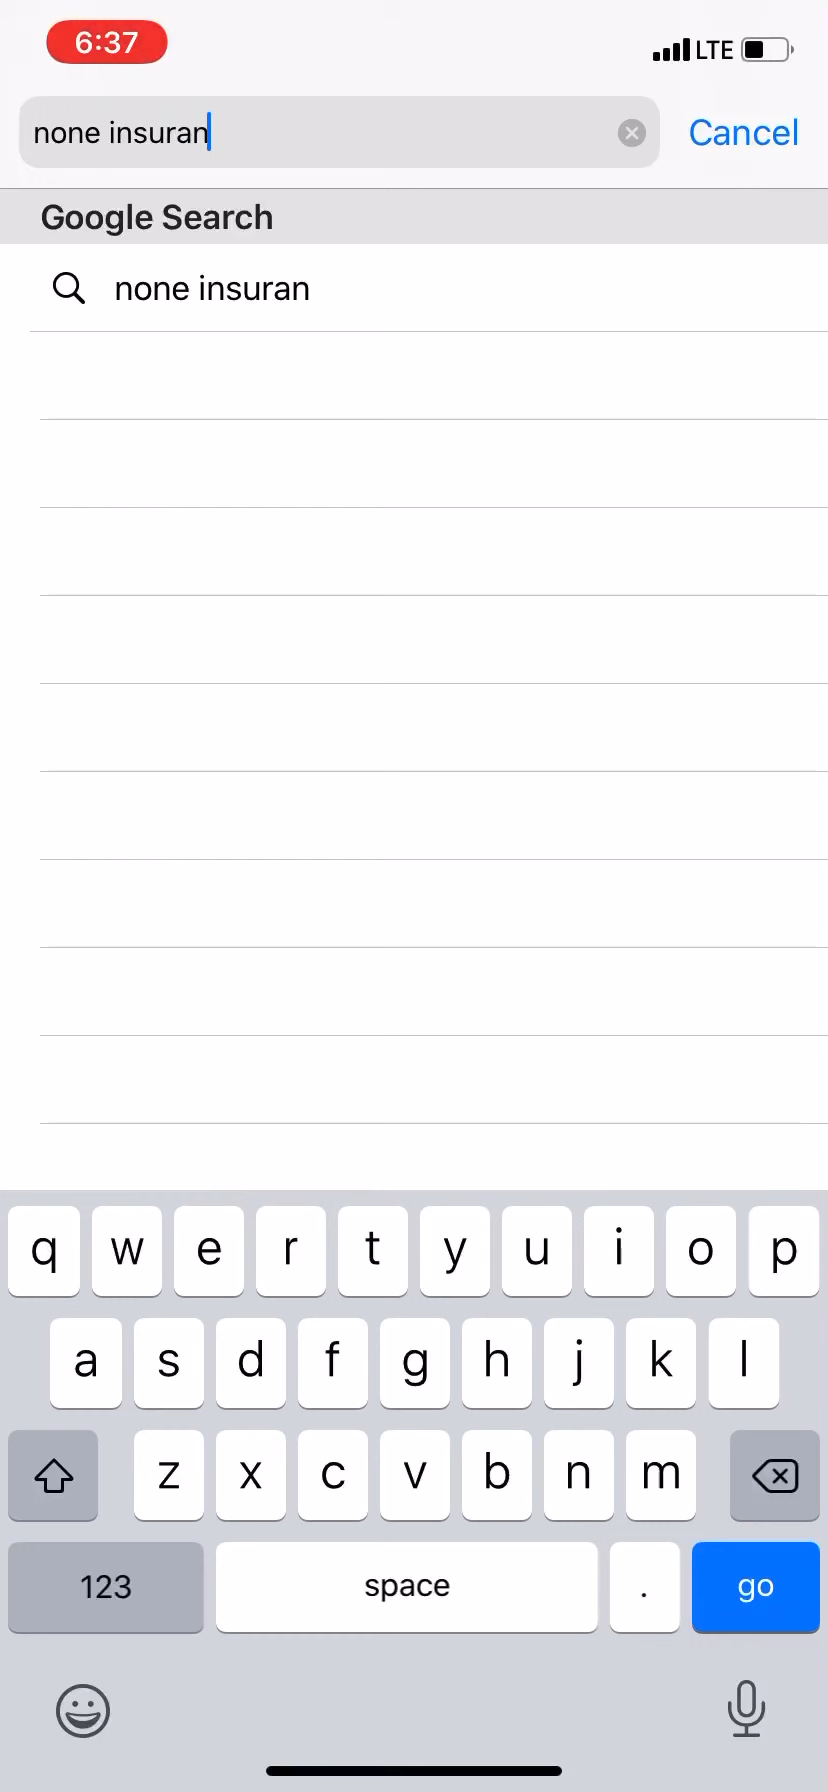 6:37 LTE
none insuran Cancel
Google Search
none insuran
q w e r t y u i o p
a s d f g h j k l
z x c v b n m
123 space . go